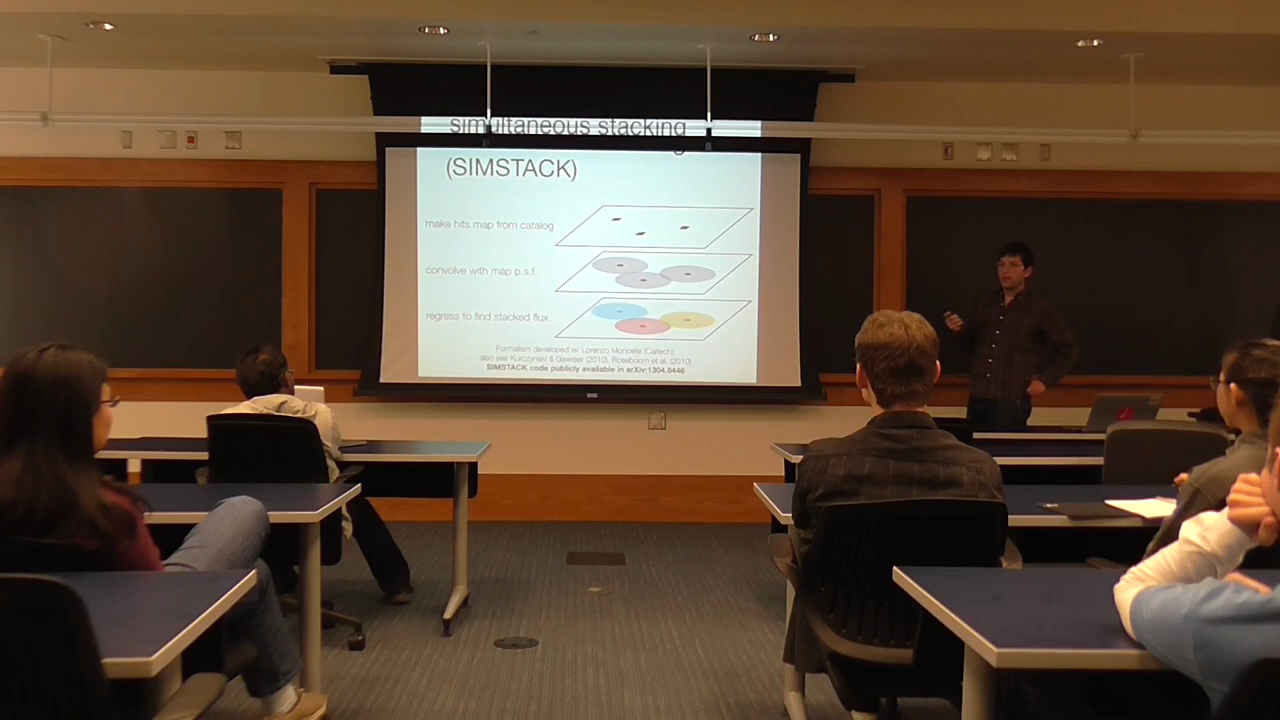 simultaneous stacking
(SIMSTACK)
make hits map from catalog
convolve with map p.s.f.
regress to find stacked flux
Formalism developed w/ Lorenzo Moncelsi (Caltech);
also see Kurczynski & Gawiser (2010), Roseboom et al. (2010)
SIMSTACK code publicly available in arXiv:1304.0446